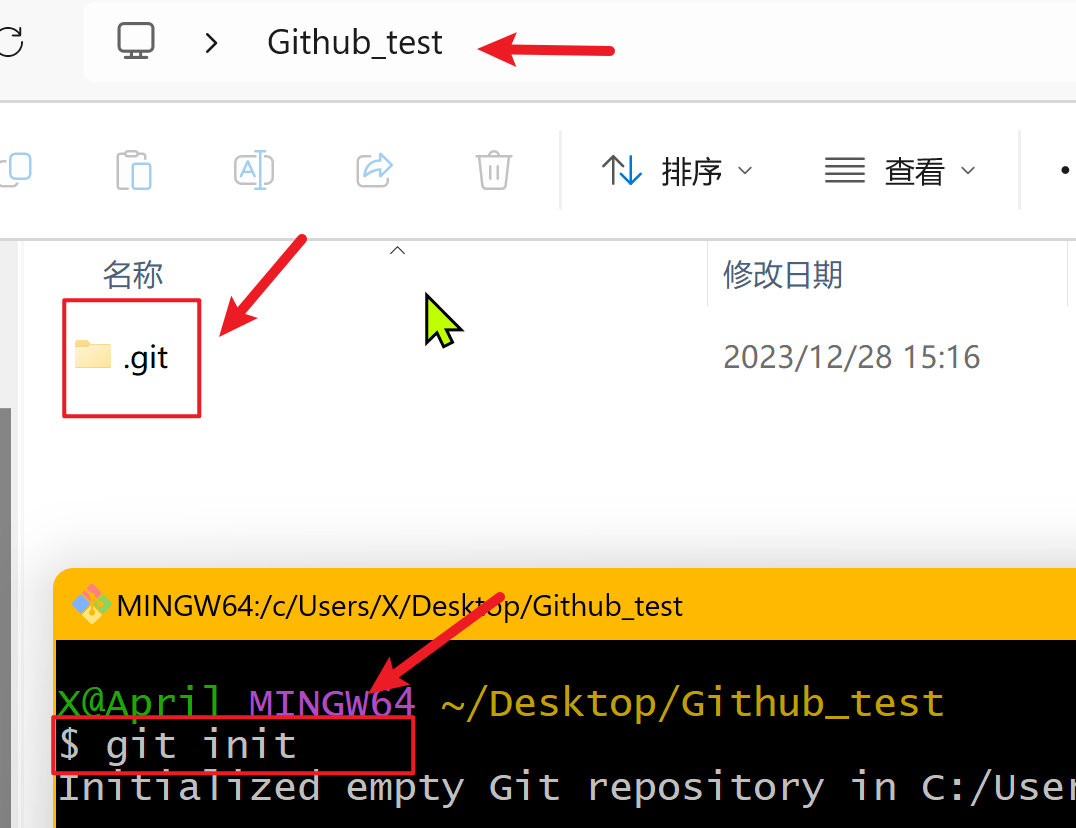 Github_test
排序
查看
名称
修改日期
.git
2023/12/28 15:16
MINGW64:/c/Users/X/Desktop/Github_test
X@April MINGW64 ~/Desktop/Github_test
$ git init
Initialized empty Git repository in C:/User